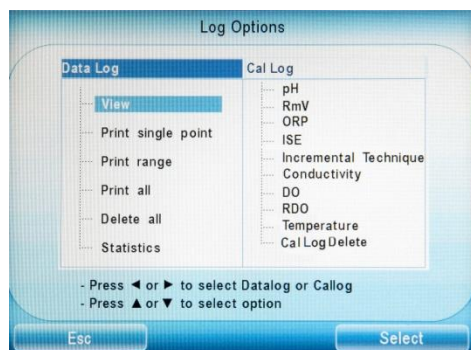 Log Options
Data Log
View
Print single point
Print range
Print all
Delete all
Statistics
Cal Log
pH
RmV
ORP
ISE
Incremental Technique
Conductivity
DO
RDO
Temperature
Cal Log Delete
- Press ◄ or ► to select Datalog or Callog
- Press ▲ or ▼ to select option
Esc
Select